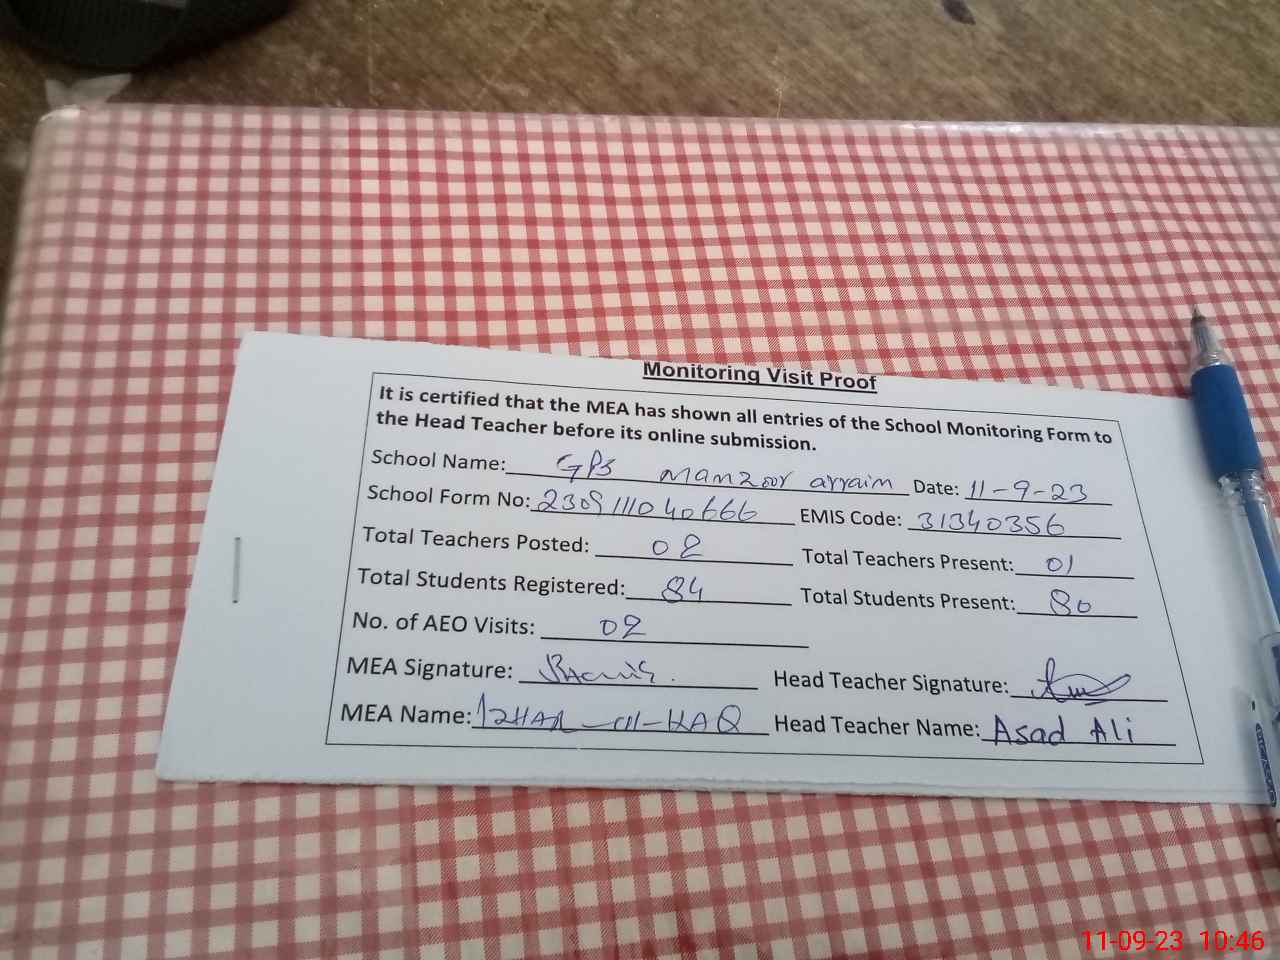 Monitoring Visit Proof
It is certified that the MEA has shown all entries of the School Monitoring Form to
the Head Teacher before its online submission.
School Name: GPS Manzoor arraim Date: 11-9-23
School Form No: 2309111040666 EMIS Code: 31340356
Total Teachers Posted: 02 Total Teachers Present: 01
Total Students Registered: 84 Total Students Present: 80
No. of AEO Visits: 02
MEA Signature: Head Teacher Signature:
MEA Name: IZHAR-ul-HAQ Head Teacher Name: Asad Ali
11-09-23 10:46